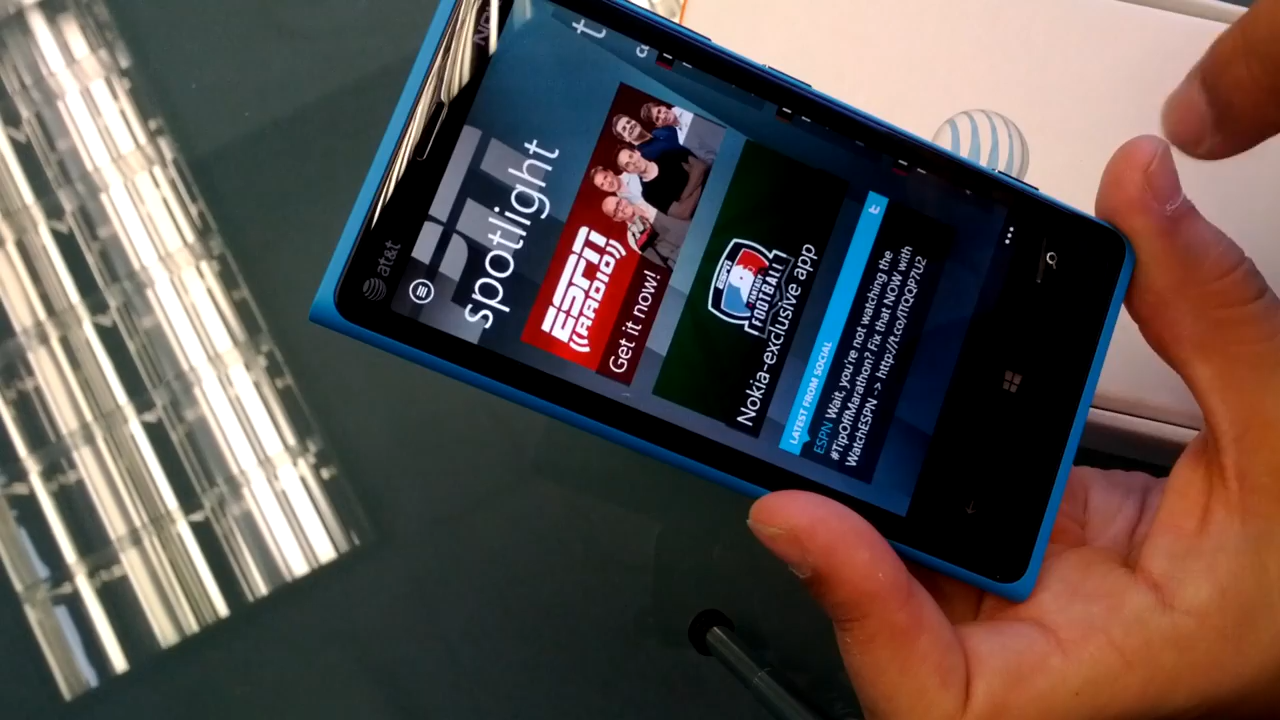 at&t
spotlight
ESPN
RADIO
Get it now!
ESPN
FANTASY
FOOTBALL
Nokia-exclusive app
LATEST FROM SOCIAL
ESPN Wait, you're not watching the
#TipOffMarathon? Fix that NOW with
WatchESPN -> http://t.co/lTQQP7U2